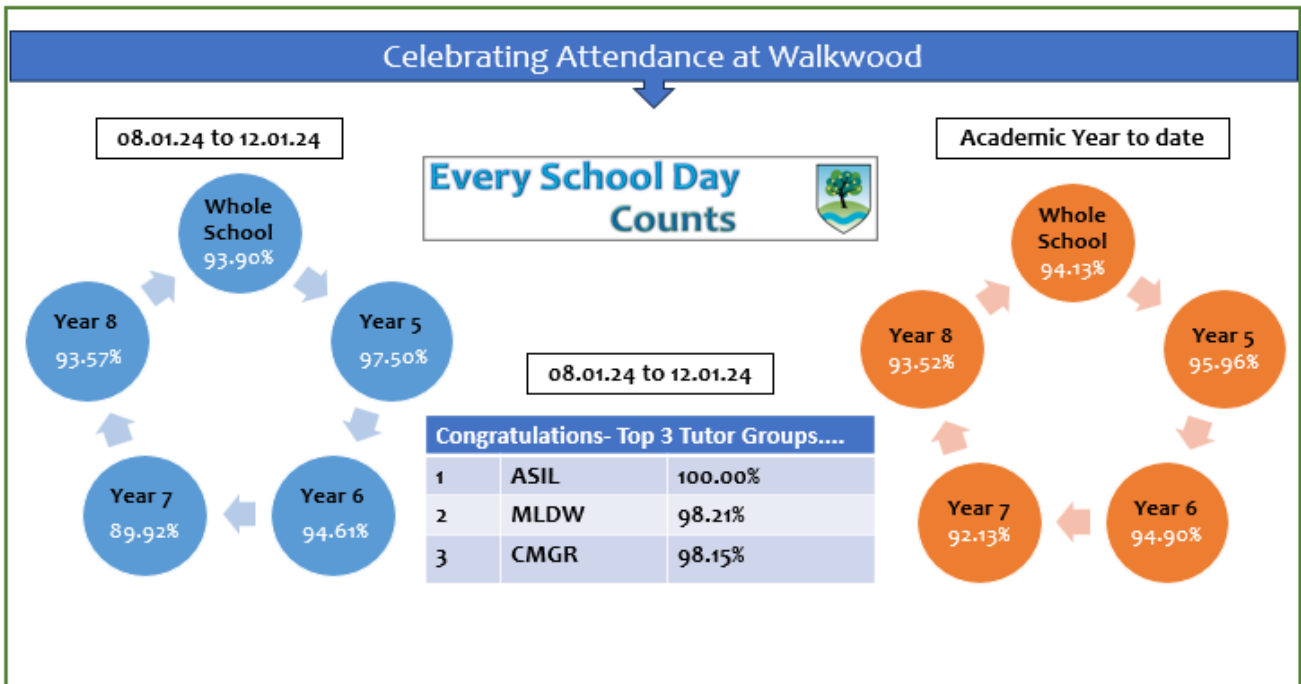 Celebrating Attendance at Walkwood
08.01.24 to 12.01.24
Whole
School
93.90%
Year 5
97.50%
Year 6
94.61%
Year 7
89.92%
Year 8
93.57%
Every School Day
Counts
08.01.24 to 12.01.24
Congratulations- Top 3 Tutor Groups....
1 ASIL 100.00%
2 MLDW 98.21%
3 CMGR 98.15%
Academic Year to date
Whole
School
94.13%
Year 5
95.96%
Year 6
94.90%
Year 7
92.13%
Year 8
93.52%